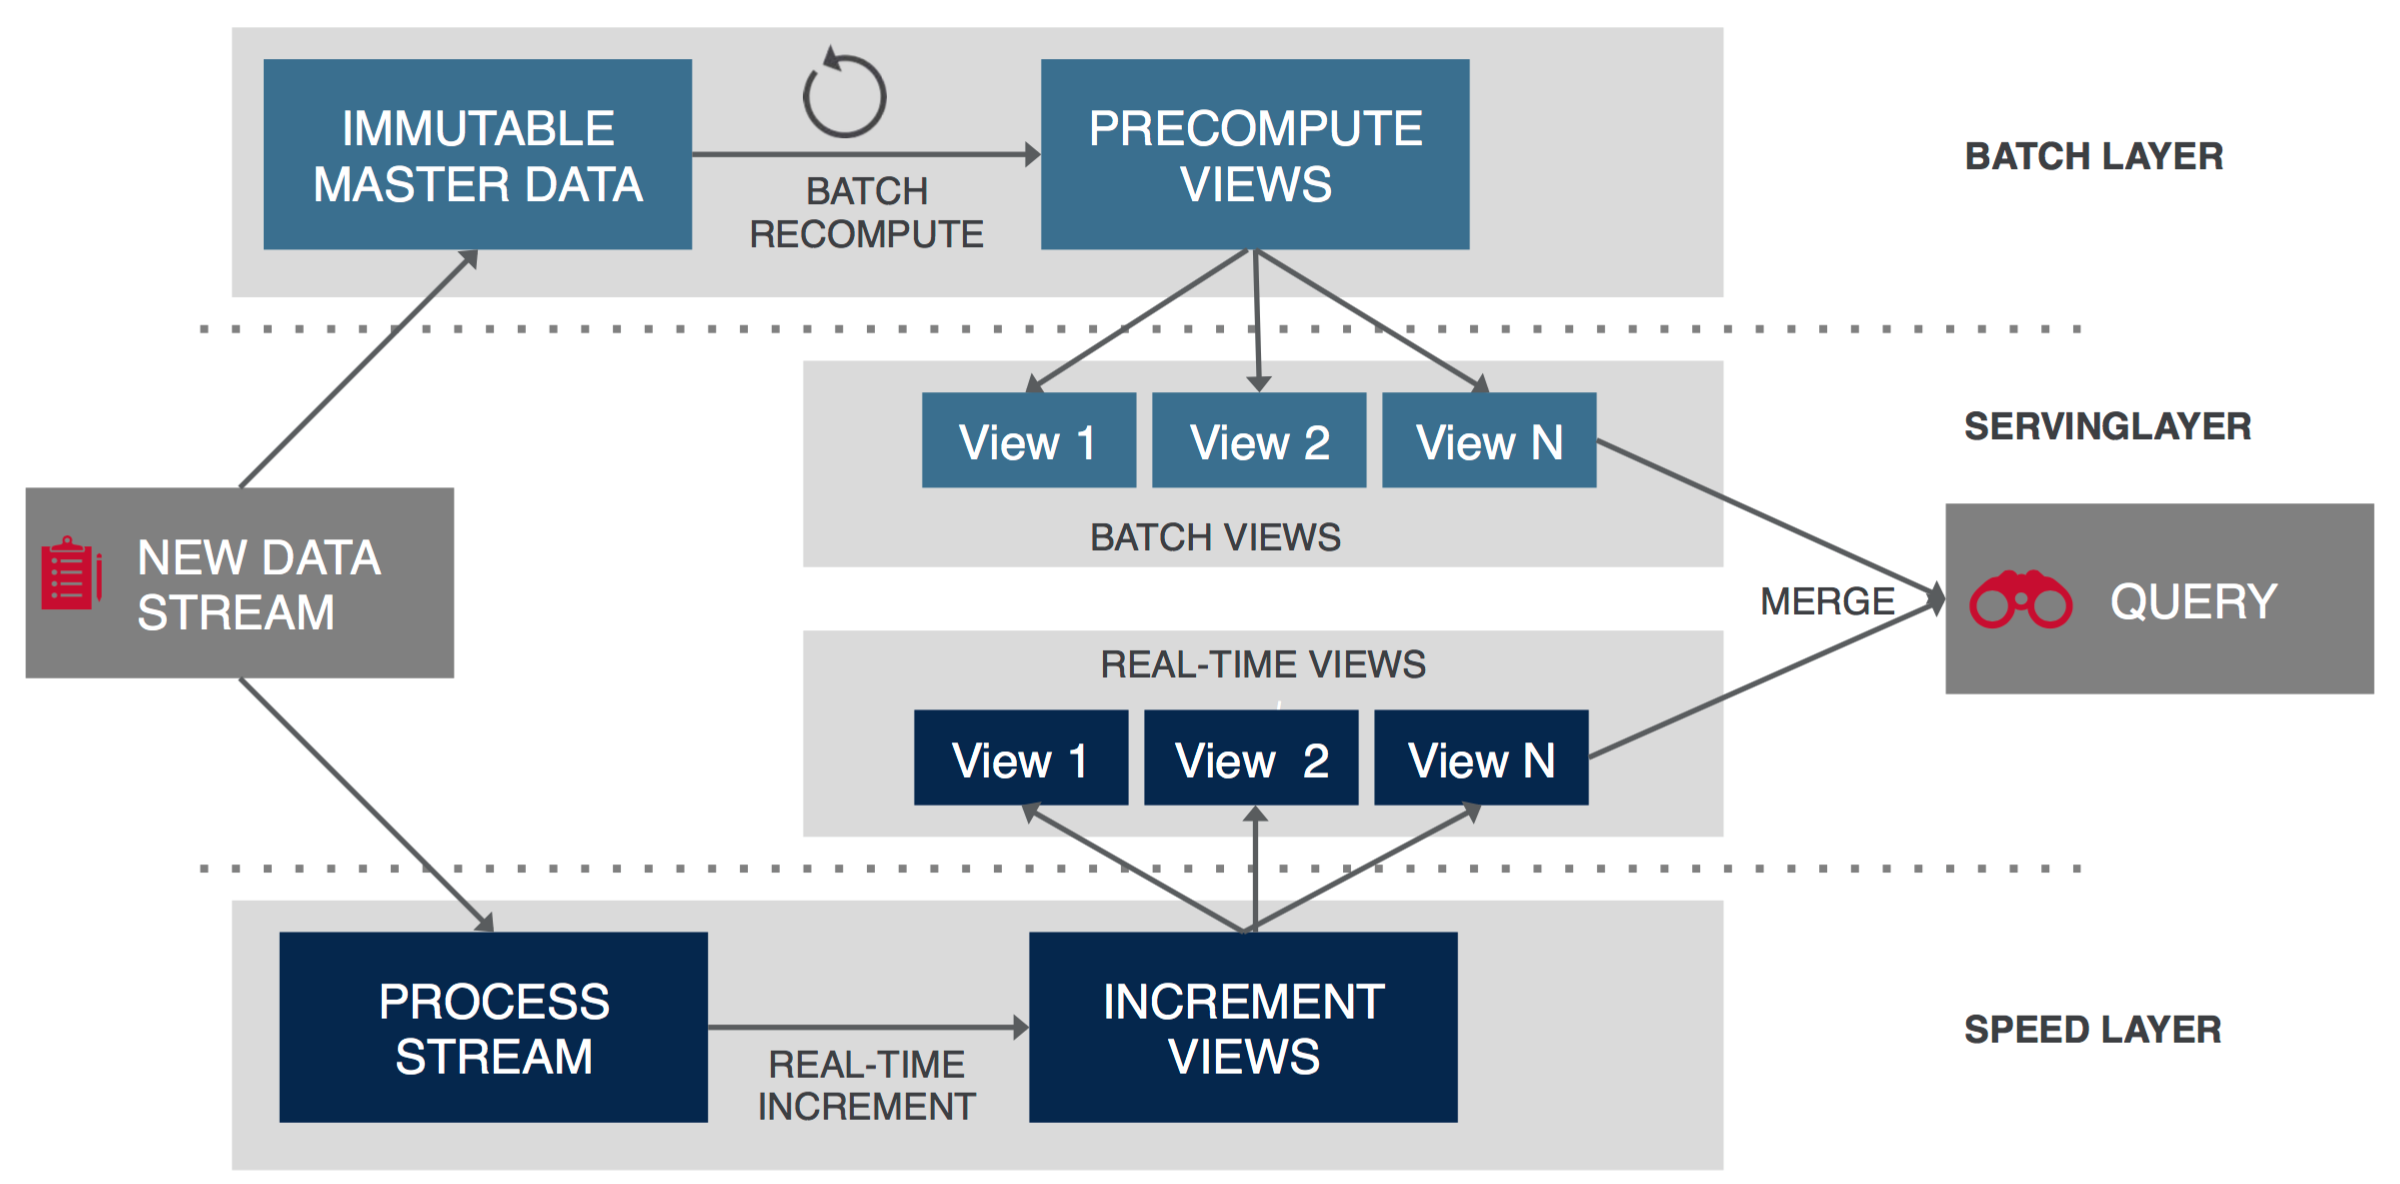 IMMUTABLE
MASTER DATA
BATCH
RECOMPUTE
PRECOMPUTE
VIEWS
BATCH LAYER
View 1
View 2
View N
BATCH VIEWS
SERVINGLAYER
NEW DATA
STREAM
MERGE
QUERY
REAL-TIME VIEWS
View 1
View  2
View N
PROCESS
STREAM
REAL-TIME
INCREMENT
INCREMENT
VIEWS
SPEED LAYER